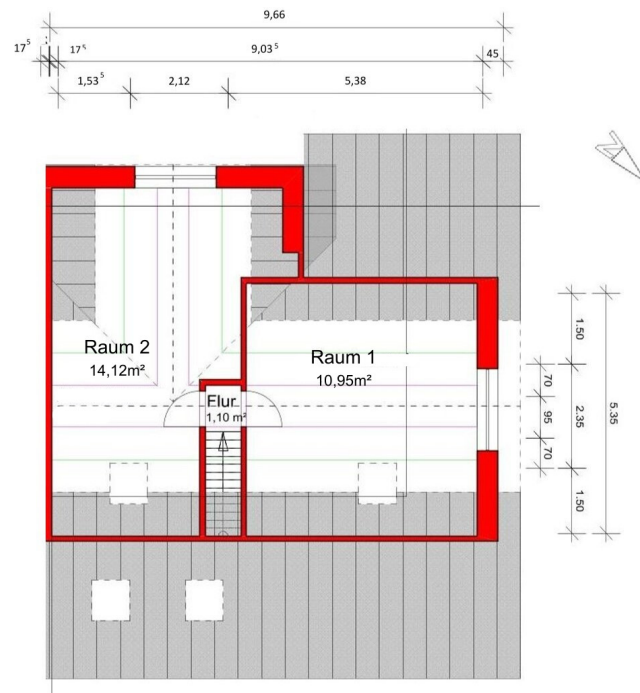 9,66
17⁵ 17⁵ 9,03⁵ 45
1,53⁵ 2,12 5,38
N
Raum 2
14,12m²
Raum 1
10,95m²
Flur
1,10 m²
1.50
70
95
70
2.35
1.50
5.35